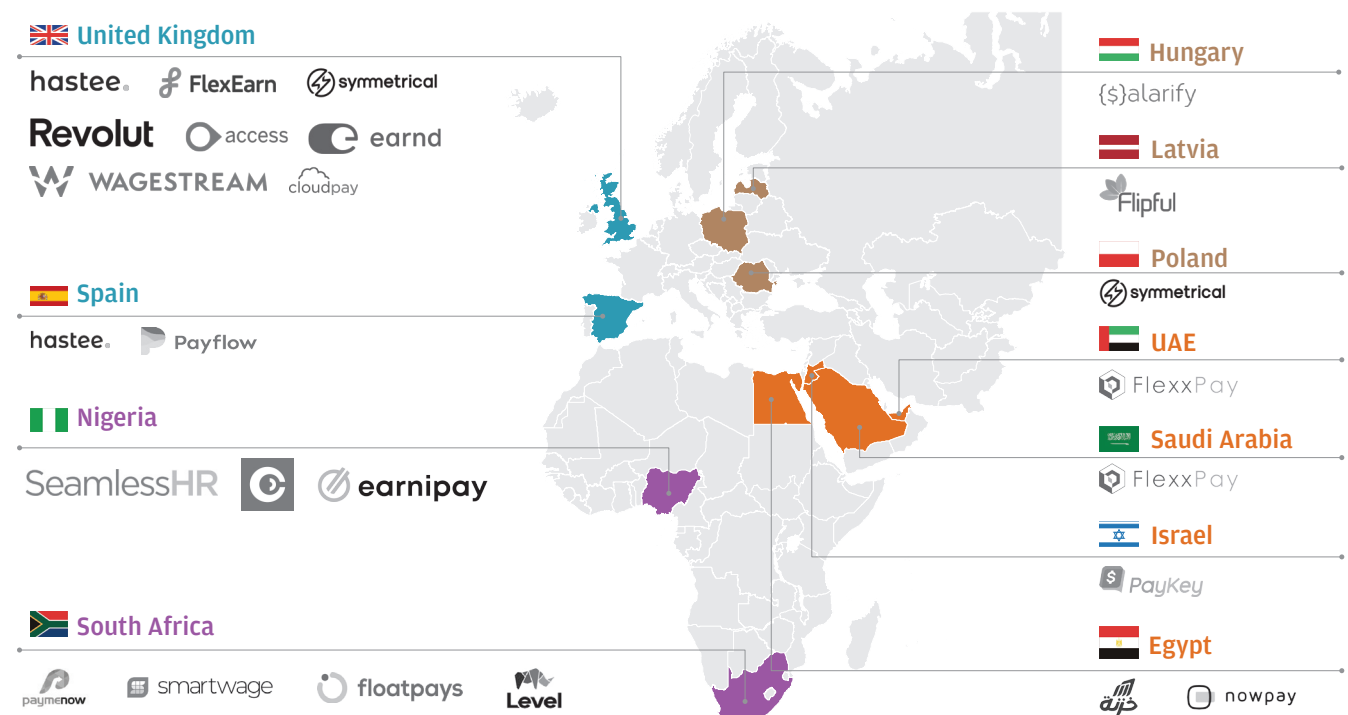 United Kingdom
hastee.
FlexEarn
symmetrical
Revolut
access
earnd
WAGESTREAM
cloudpay
Spain
hastee.
Payflow
Nigeria
SeamlessHR
earnipay
South Africa
paymenow
smartwage
floatpays
Level
Hungary
{$}alarify
Latvia
Flipful
Poland
symmetrical
UAE
FlexxPay
Saudi Arabia
FlexxPay
Israel
$
PayKey
Egypt
خزنة
nowpay